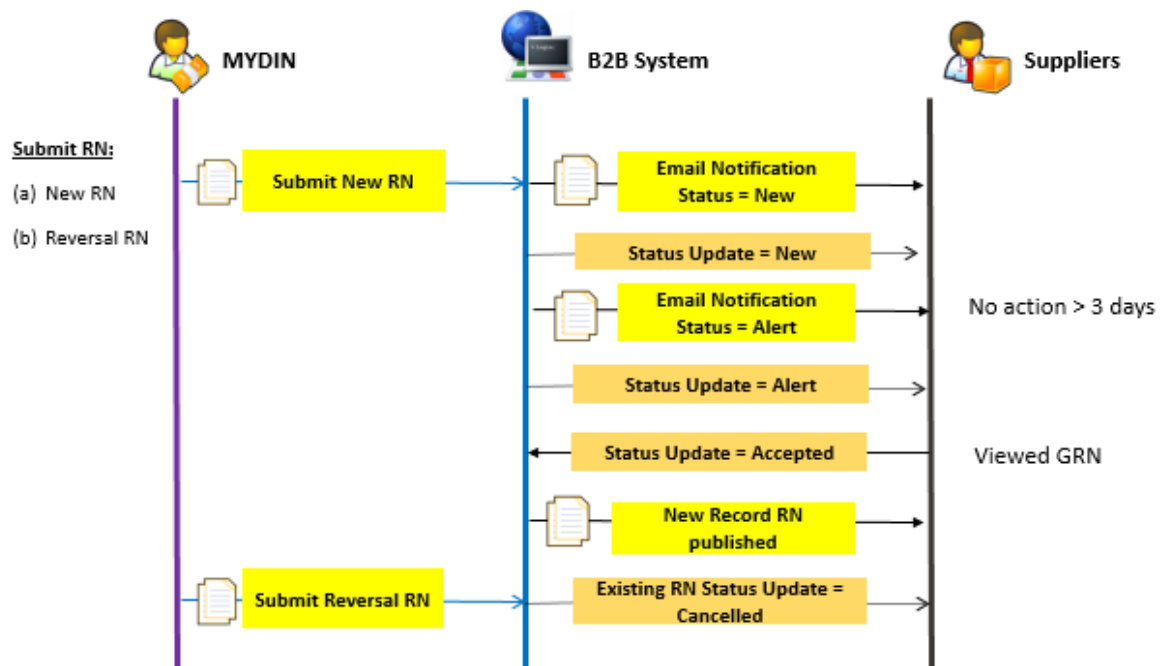 MYDIN
B2B System
Suppliers
Submit RN:
(a) New RN
(b) Reversal RN
Submit New RN
Email Notification
Status = New
Status Update = New
Email Notification
Status = Alert
No action > 3 days
Status Update = Alert
Status Update = Accepted
Viewed GRN
New Record RN
published
Submit Reversal RN
Existing RN Status Update =
Cancelled